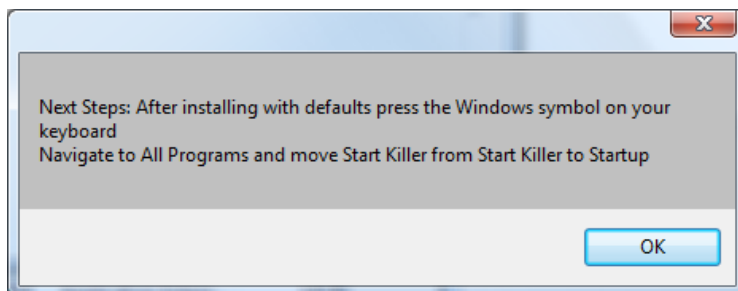 Next Steps: After installing with defaults press the Windows symbol on your
keyboard
Navigate to All Programs and move Start Killer from Start Killer to Startup
OK